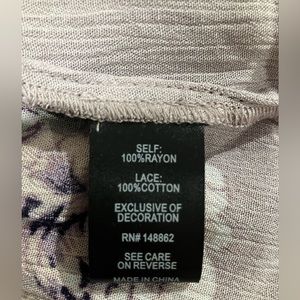 SELF:
100%RAYON
LACE:
100%COTTON
EXCLUSIVE OF
DECORATION
RN# 148862
SEE CARE
ON REVERSE
MADE IN CHINA